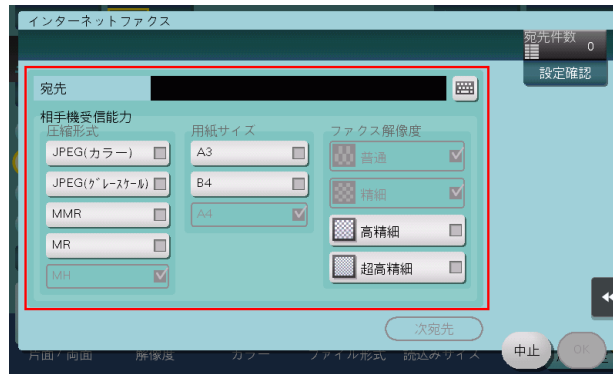 インターネットファクス
宛先件数
0
設定確認
宛先
相手機受信能力
圧縮形式
用紙サイズ
ファクス解像度
JPEG(カラー)
A3
普通
JPEG(グレースケール)
B4
精細
MMR
A4
高精細
MR
超高精細
MH
次宛先
片面/両面
解像度
カラー
ファイル形式
読込みサイズ
中止
OK